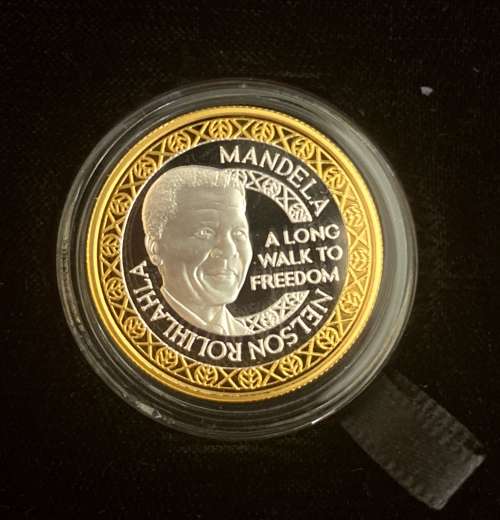 MANDELA
A LONG
WALK TO
FREEDOM
NELSON ROLIHLAHLA